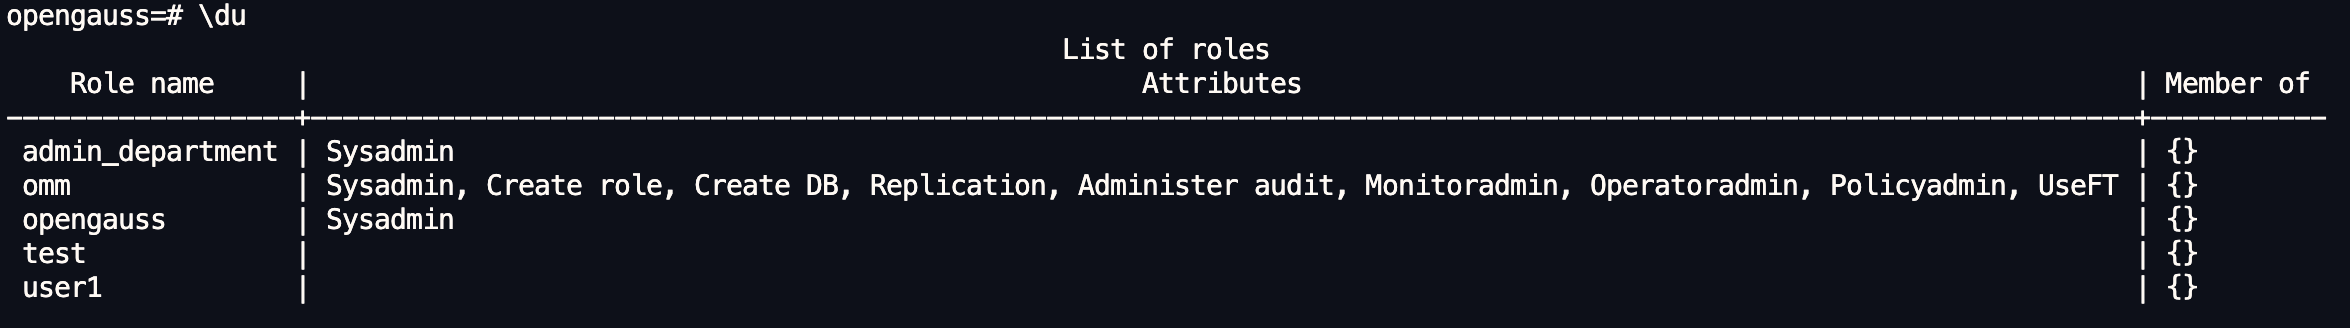 opengauss=# \du
List of roles
Role name | Attributes | Member of
-----------------+------------------------------------------------------------------------------------------------------------------+-----------
admin_department | Sysadmin | {}
omm | Sysadmin, Create role, Create DB, Replication, Administer audit, Monitoradmin, Operatoradmin, Policyadmin, UseFT | {}
opengauss | Sysadmin | {}
test | | {}
user1 | | {}